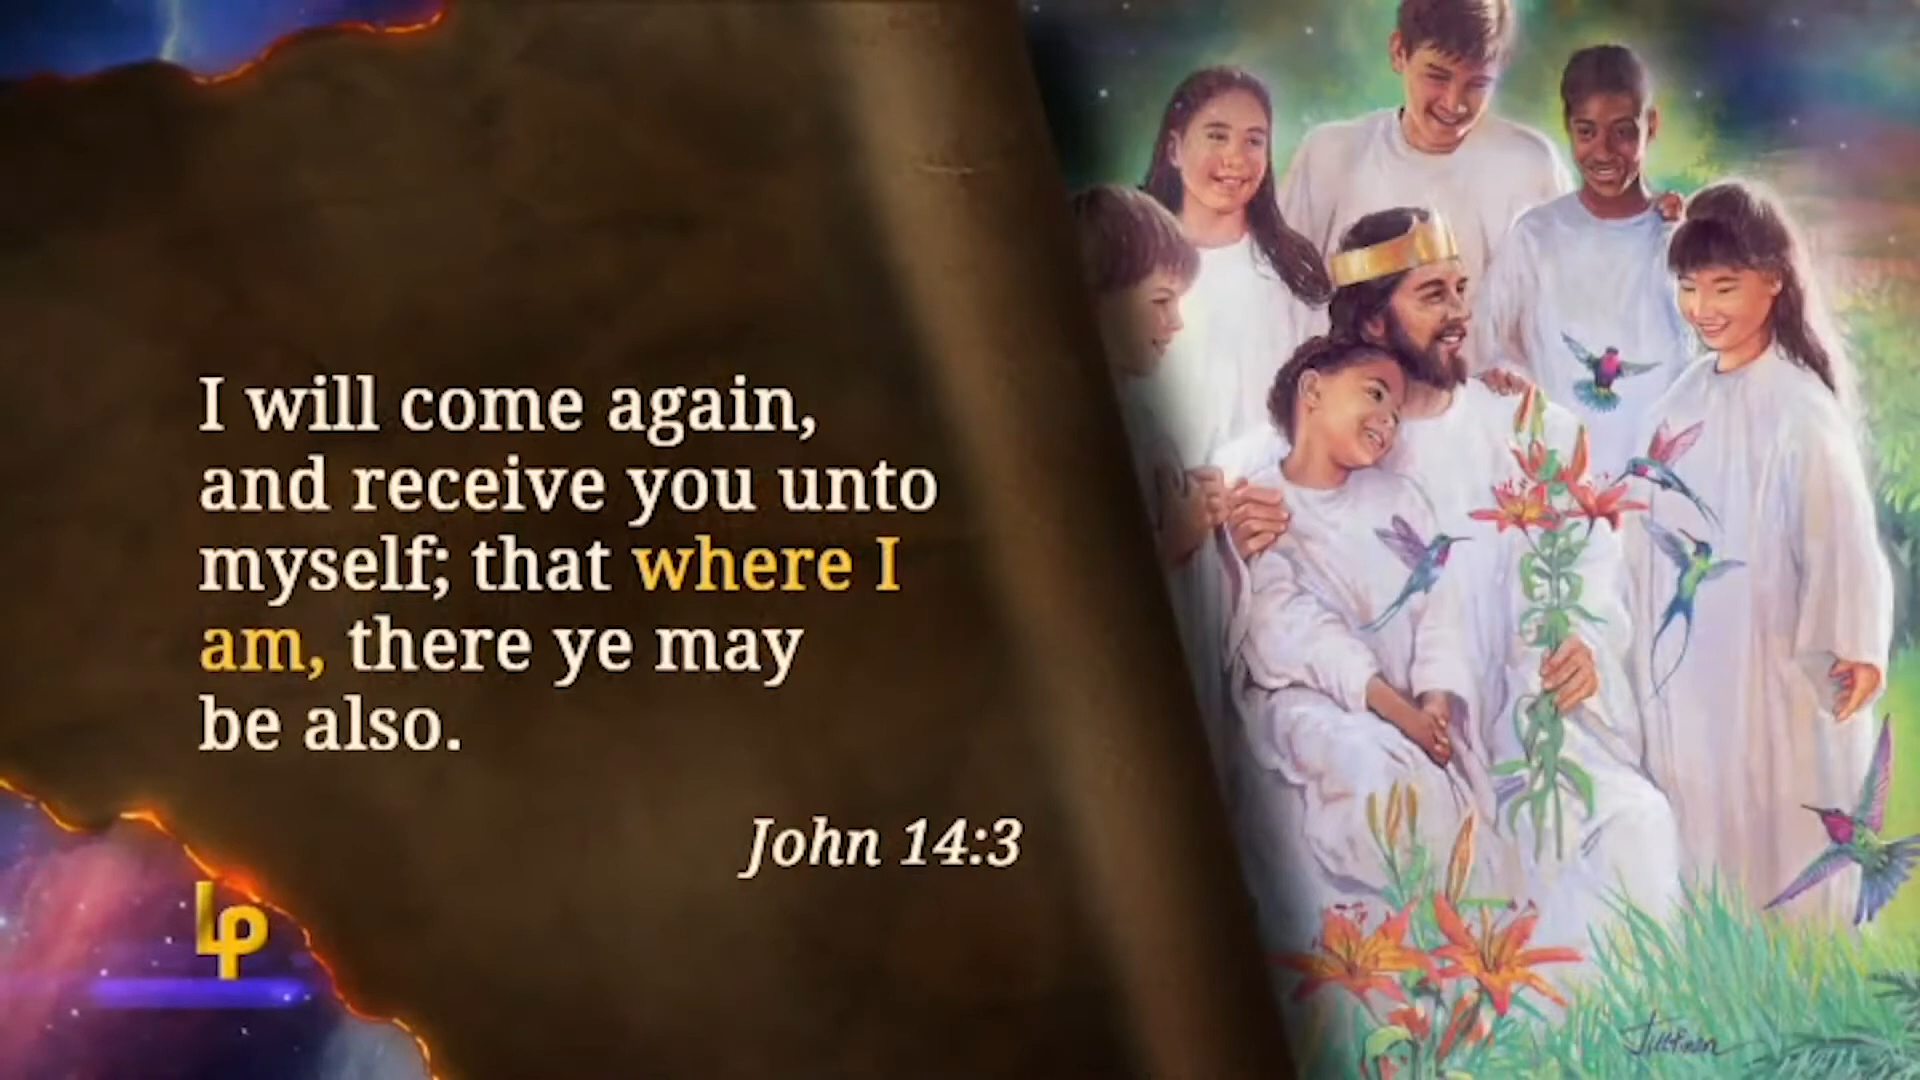 I will come again,
and receive you unto
myself; that where I
am, there ye may
be also.
John 14:3
LP